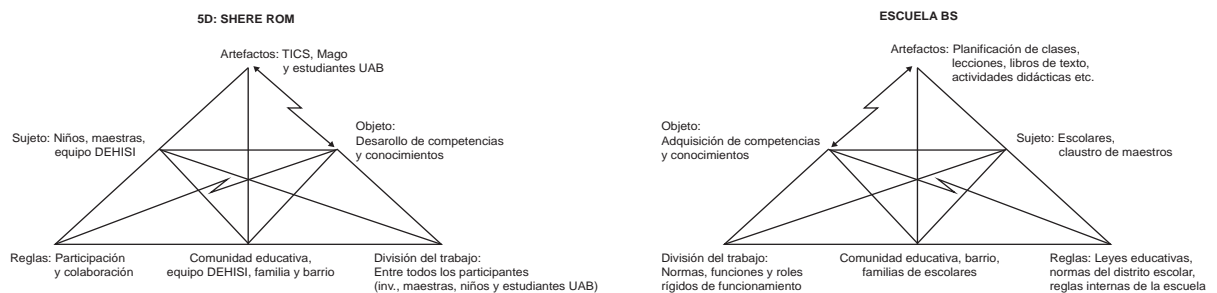 5D: SHERE ROM
Artefactos: TICS, Mago
y estudiantes UAB
Sujeto: Niños, maestras,
equipo DEHISI
Objeto:
Desarollo de competencias
y conocimientos
Reglas: Participación
y colaboración
Comunidad educativa,
equipo DEHISI, familia y barrio
División del trabajo:
Entre todos los participantes
(inv., maestras, niños y estudiantes UAB)
ESCUELA BS
Artefactos: Planificación de clases,
lecciones, libros de texto,
actividades didácticas etc.
Objeto:
Adquisición de competencias
y conocimientos
Sujeto: Escolares,
claustro de maestros
División del trabajo:
Normas, funciones y roles
rígidos de funcionamiento
Comunidad educativa, barrio,
familias de escolares
Reglas: Leyes educativas,
normas del distrito escolar,
reglas internas de la escuela